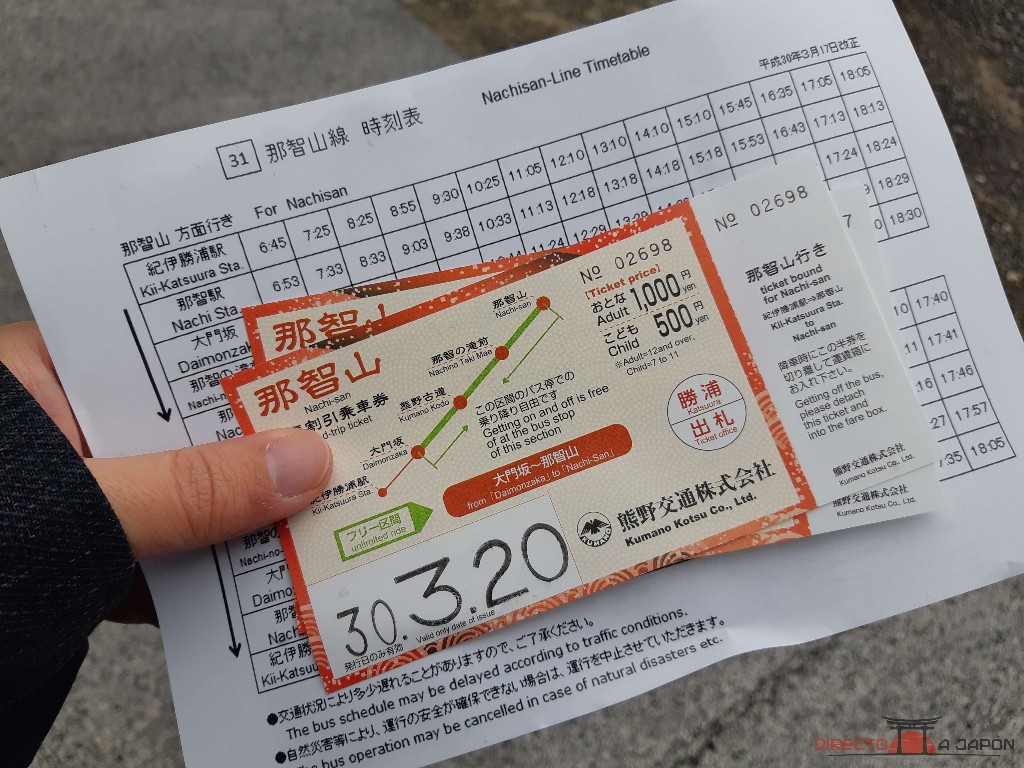 平成30年3月17日改正
Nachisan-Line Timetable
31 那智山線 時刻表
那智山 方面行き For Nachisan
紀伊勝浦駅 Kii-Katsuura Sta. 6:45 7:25 8:25 8:55 9:30 10:25 11:05 12:10 13:10 14:10 15:10 15:45 16:35 17:05 18:05
那智駅 Nachi Sta. 6:53 7:33 8:33 9:03 9:38 10:33 11:13 12:18 13:18 14:18 15:18 15:53 16:43 17:13 18:13
大門坂 Daimonzaka 11:24 12:29 17:24 18:24
18:29
18:30
17:40
17:41
17:46
17:57
18:05
那智山
那智山
Nachi-san
割引乗車券
d-trip ticket
那智山
Nachi-san
那智の滝前
Nachino Taki Mae
熊野古道
Kumano Kodo
大門坂
Daimonzaka
紀伊勝浦駅
Kii-Katsuura Sta.
№ 02698
[Ticket price]
おとな Adult 1,000 円 yen
こども Child 500 円 yen
※Adult=12and over,
Child=7 to 11
この区間のバス停での
乗り降り自由です
Getting on and off is free
of at the bus stop
of this section
大門坂~那智山
from「Daimonzaka」to「Nachi-San」
フリー区間
unlimited ride
勝浦
Katsuura
出札
Ticket office
KUMANO
熊野交通株式会社
Kumano Kotsu Co., Ltd.
30.3.20
発行日のみ有効 Valid only date of issue
№ 02698
那智山行き
ticket bound
for Nachi-san
紀伊勝浦駅⇒那智山
Kii-Katsuura Sta.
to
Nachi-san
降車時にこの半券を
切り離して運賃箱に
お入れ下さい。
Getting off the bus,
please detach
this ticket and
into the fare box.
熊野交通株式会社
Kumano Kotsu Co., Ltd.
熊野交通株式会社
Kumano Kotsu Co., Ltd.
●交通状況により多少遅れることがありますので、ご了承ください。
The bus schedule may be delayed according to traffic conditions.
●自然災害等により、運行の安全が確保できない場合は、運行を中止させていただきます。
The bus operation may be cancelled in case of natural disasters etc.
DIRECTO A JAPÓN